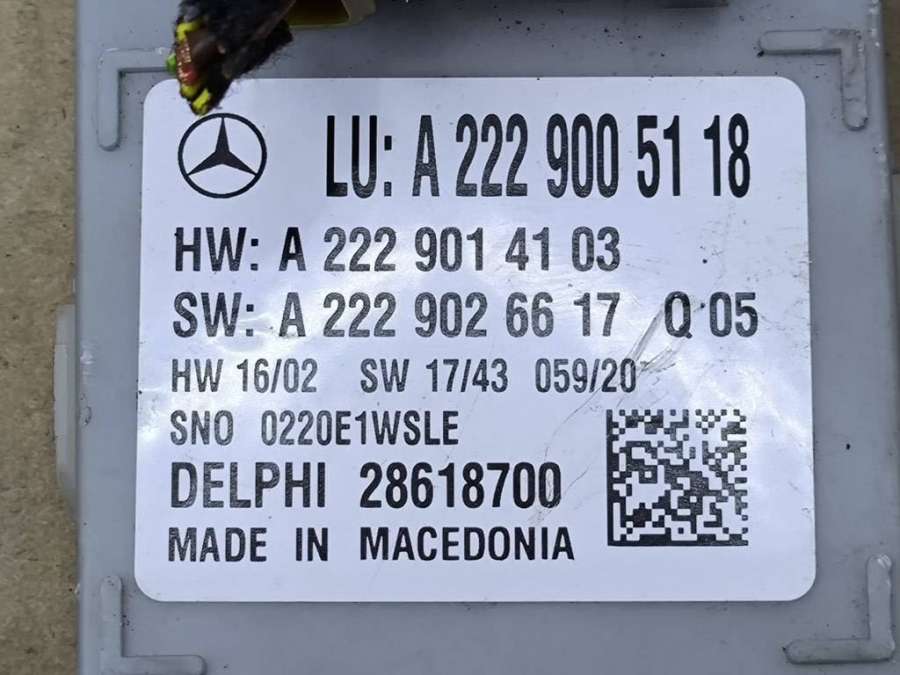 LU: A 222 900 51 18
HW: A 222 901 41 03
SW: A 222 902 66 17 Q 05
HW 16/02 SW 17/43 059/20
SNO 0220E1WSLE
DELPHI 28618700
MADE IN MACEDONIA